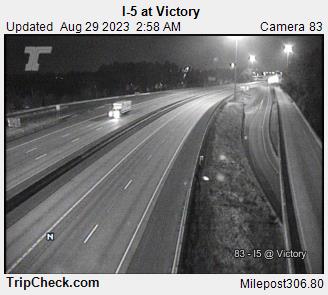 I-5 at Victory
Updated Aug 29 2023 2:58 AM Camera 83
T
N
83 - I5 @ Victory
TripCheck.com Milepost306.80